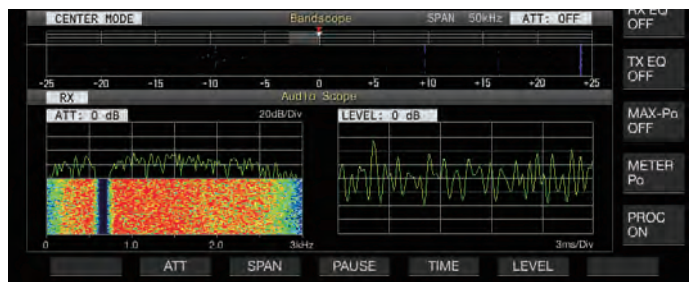 CENTER MODE Bandscope SPAN 50kHz ATT: OFF
RX EQ
OFF
-25 -20 -15 -10 -5 0 +5 +10 +15 +20 +25
TX EQ
OFF
RX Audio Scope
ATT: 0 dB 20dB/Div LEVEL: 0 dB
MAX-Po
OFF
METER
Po
PROC
ON
0 1.0 2.0 3kHz 3ms/Div
ATT SPAN PAUSE TIME LEVEL